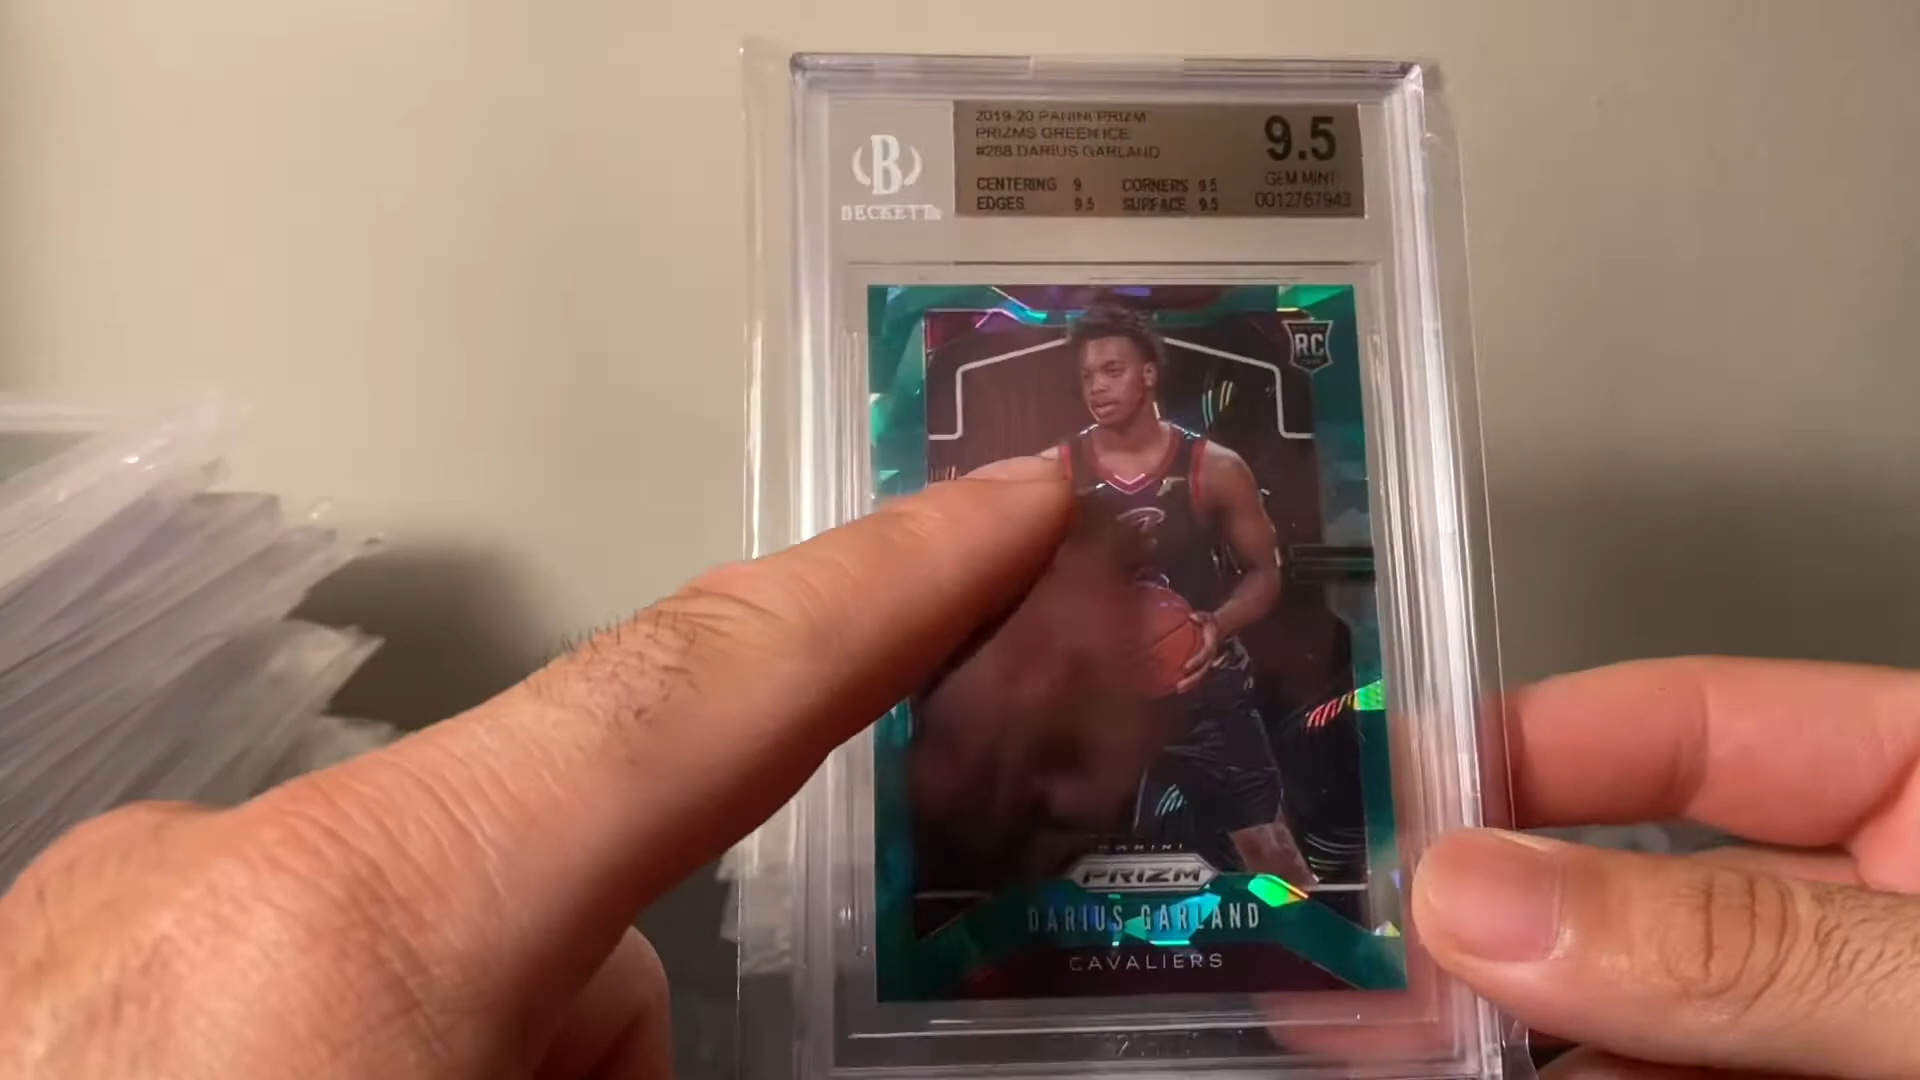 2019-20 PANINI PRIZM
PRIZMS GREEN ICE
#288 DARIUS GARLAND
9.5
GEM MINT
CENTERING 9 CORNERS 9.5
EDGES 9.5 SURFACE 9.5
0012767943
B
BECKETT
RC
PANINI
PRIZM
DARIUS GARLAND
CAVALIERS